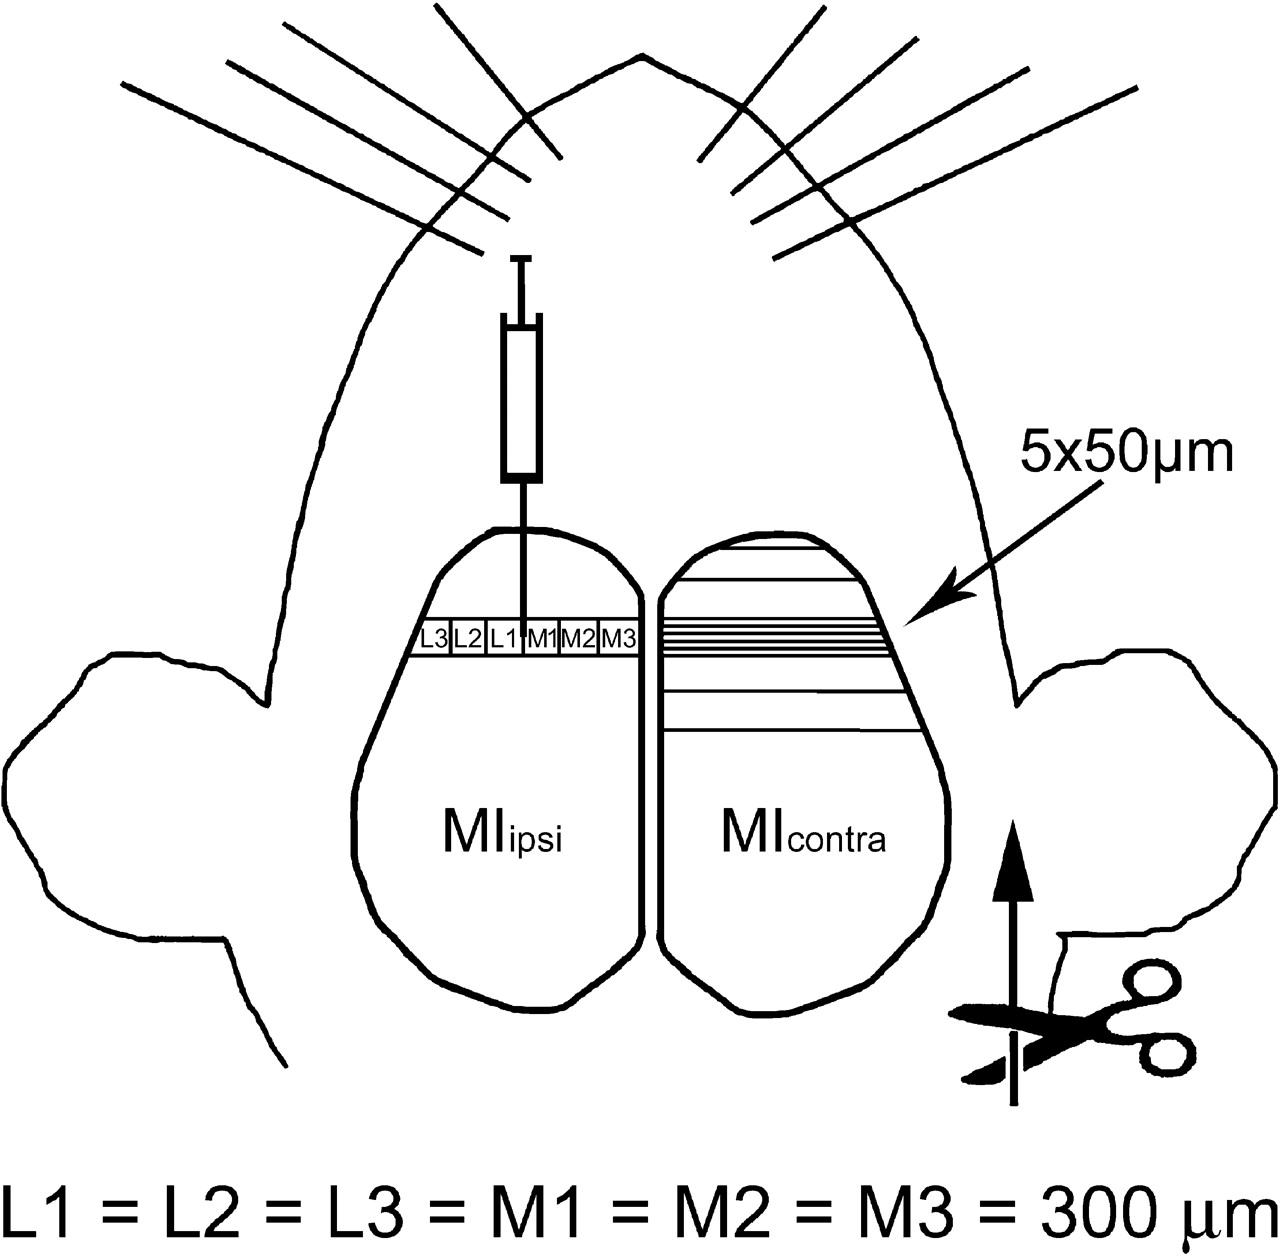 5x50µm
L3 L2 L1 M1 M2 M3
MIipsi MIcontra
L1 = L2 = L3 = M1 = M2 = M3 = 300 µm